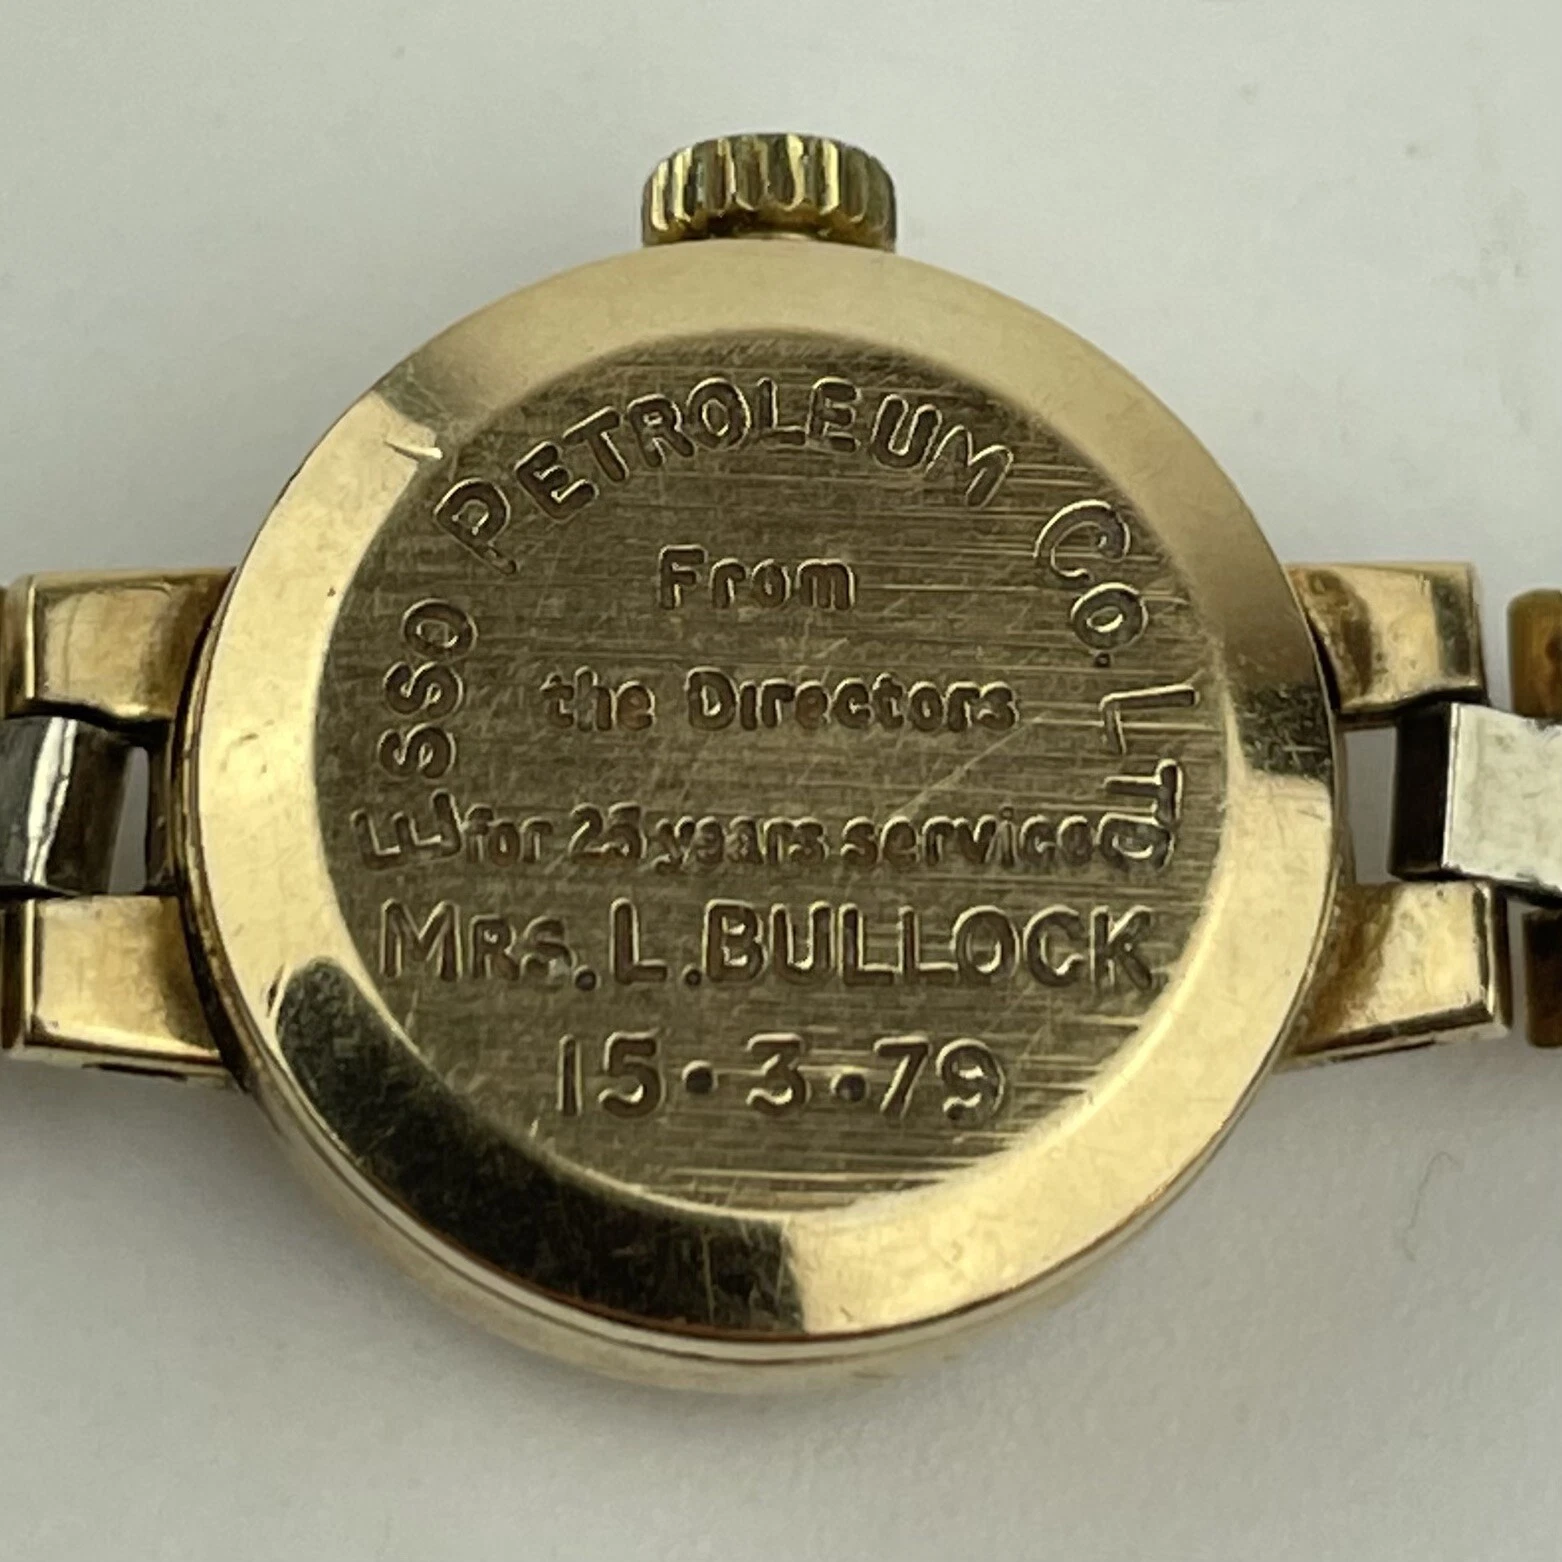 ESSO PETROLEUM CO. LTD
From
the Directors
for 25 years service
MRS. L. BULLOCK
15·3·79